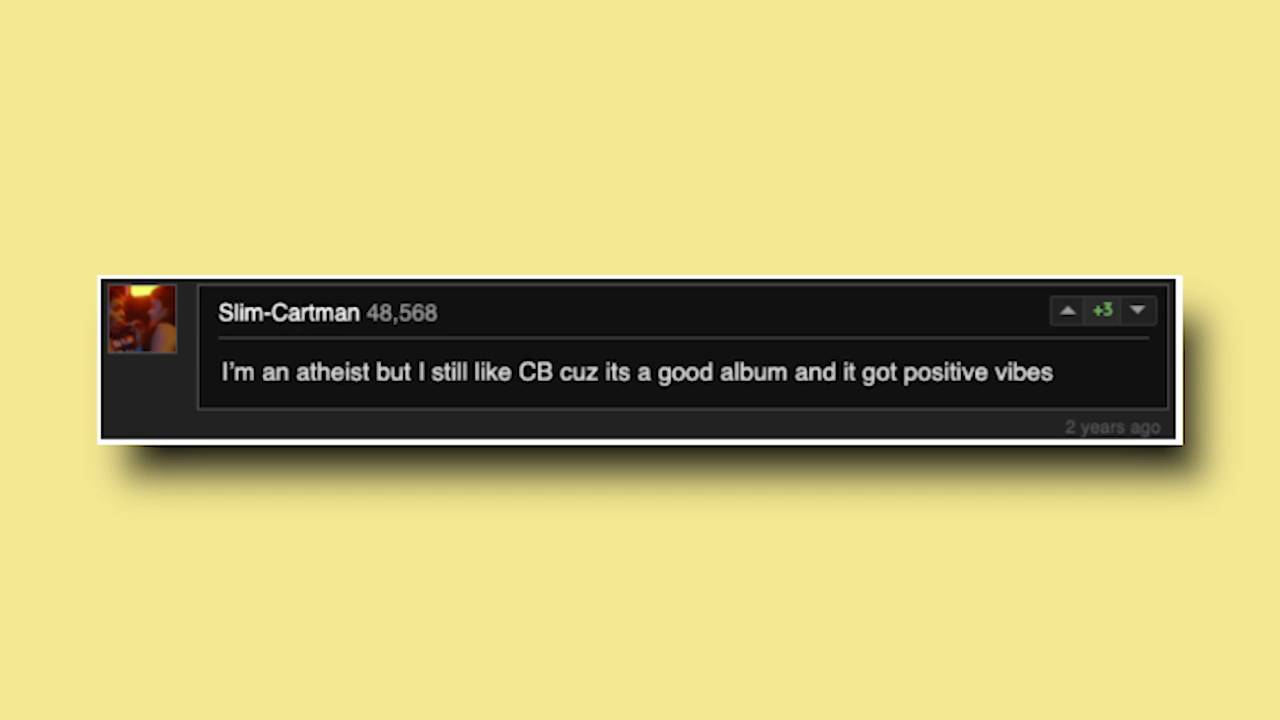 Slim-Cartman 48,568
+3
I'm an atheist but I still like CB cuz its a good album and it got positive vibes
2 years ago